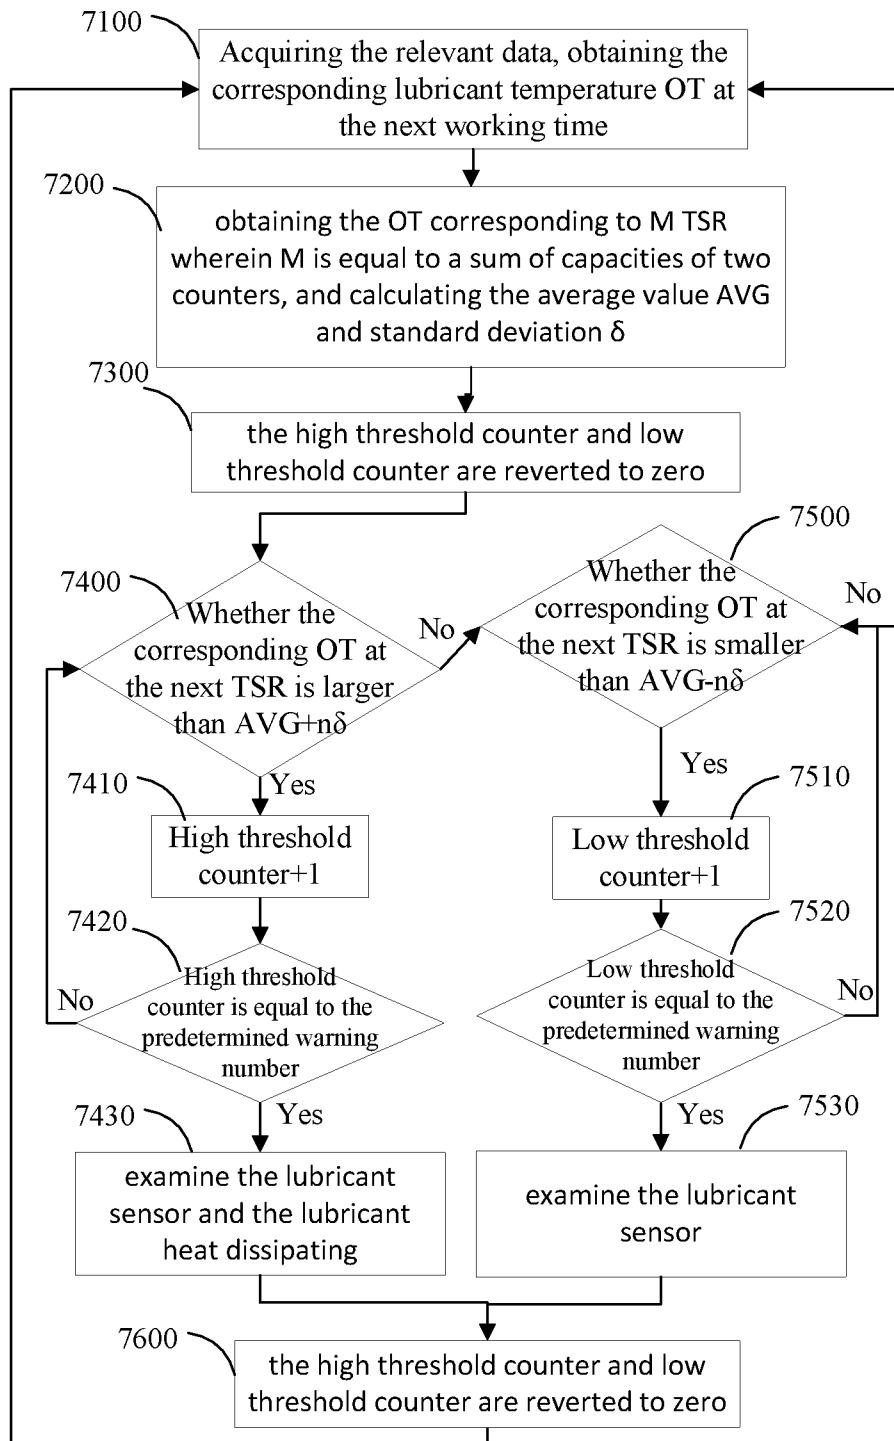 7100
Acquiring the relevant data, obtaining the
corresponding lubricant temperature OT at
the next working time
7200
obtaining the OT corresponding to M TSR
wherein M is equal to a sum of capacities of two
counters, and calculating the average value AVG
and standard deviation δ
7300
the high threshold counter and low
threshold counter are reverted to zero
7400
Whether the
corresponding OT at
the next TSR is larger
than AVG+nδ
No
Yes
7500
Whether the
corresponding OT at
the next TSR is smaller
than AVG-nδ
No
Yes
7410
High threshold
counter+1
7510
Low threshold
counter+1
7420
High threshold
counter is equal to the
predetermined warning
number
No
Yes
7520
Low threshold
counter is equal to the
predetermined warning
number
No
Yes
7430
examine the lubricant
sensor and the lubricant
heat dissipating
7530
examine the lubricant
sensor
7600
the high threshold counter and low
threshold counter are reverted to zero